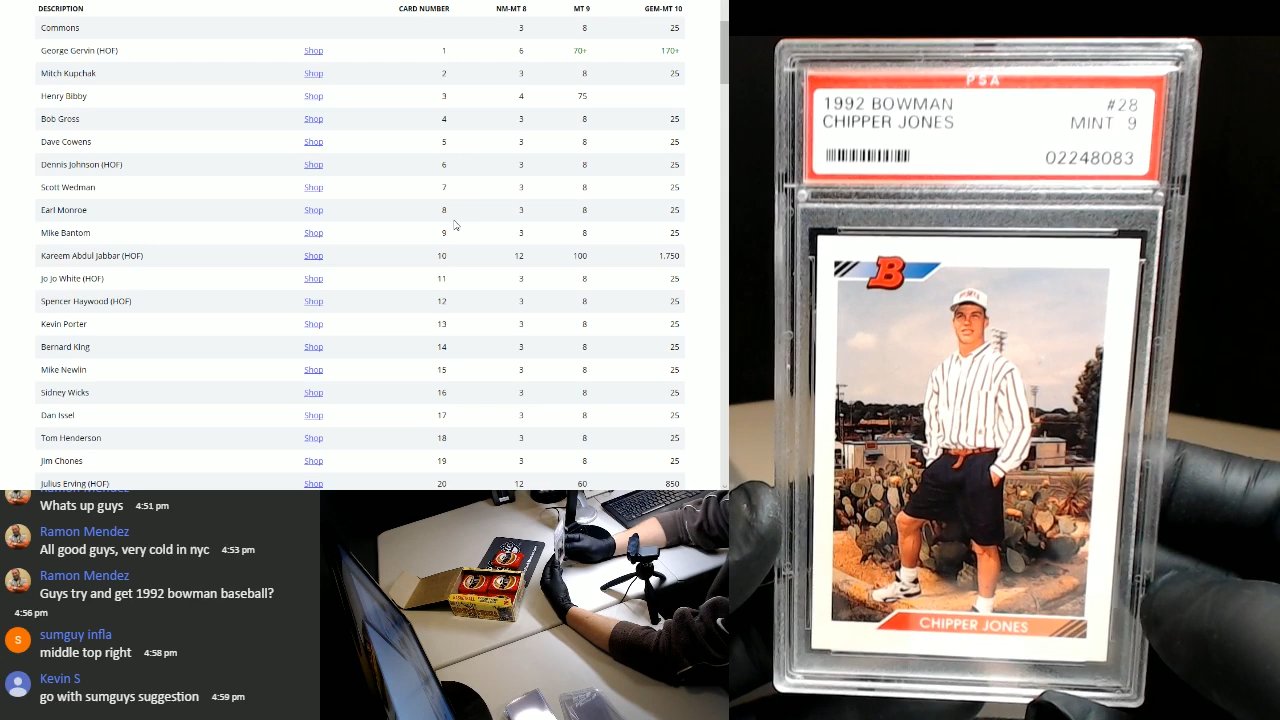 DESCRIPTION CARD NUMBER NM-MT 8 MT 9 GEM-MT 10
Commons 3 8 25
George Gervin (HOF) Shop 1 6 70+ 170+
Mitch Kupchak Shop 2 3 8 25
Henry Bibby Shop 3 4 75
Bob Gross Shop 4 3 8 25
Dave Cowens Shop 5 3 8 25
Dennis Johnson (HOF) Shop 6 3 8 25
Scott Wedman Shop 7 3 8 25
Earl Monroe Shop 8 3 8 25
Mike Bantom Shop 9 3 8 25
Kareem Abdul Jabbar (HOF) Shop 10 12 100 1,750
Jo Jo White (HOF) Shop 11 3 8 25
Spencer Haywood (HOF) Shop 12 3 8 25
Kevin Porter Shop 13 3 8 25
Bernard King Shop 14 3 8 25
Mike Newlin Shop 15 3 8 25
Sidney Wicks Shop 16 3 8 25
Dan Issel Shop 17 3 8 25
Tom Henderson Shop 18 3 8 25
Jim Chones Shop 19 3 8 25
Julius Erving (HOF) Shop 20 12 60 850
Ramon Mendez
Whats up guys 4:51 pm
Ramon Mendez
All good guys, very cold in nyc 4:53 pm
Ramon Mendez
Guys try and get 1992 bowman baseball?
4:56 pm
S sumguy infla
middle top right 4:58 pm
Kevin S
go with sumguys suggestion 4:59 pm
PSA
1992 BOWMAN #28
CHIPPER JONES MINT 9
02248083
B
CHIPPER JONES